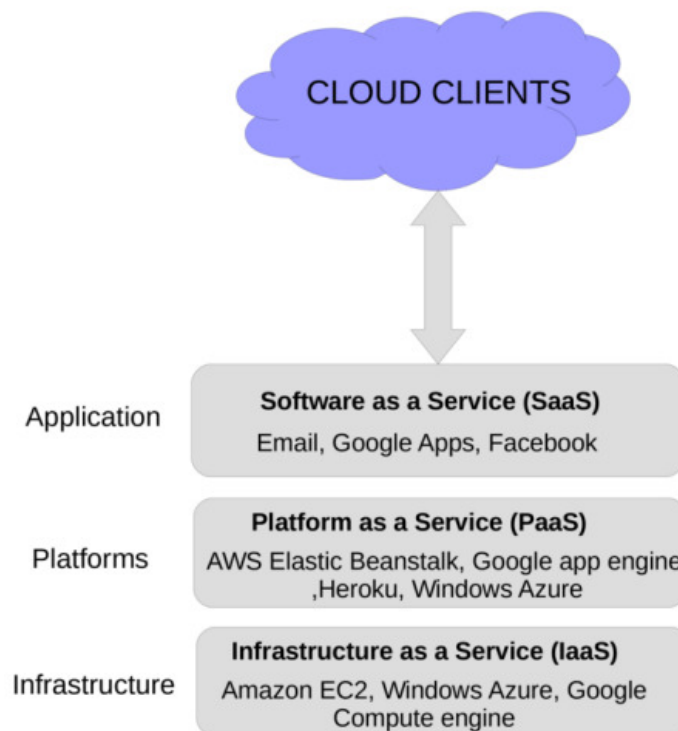 CLOUD CLIENTS
Application
Software as a Service (SaaS)
Email, Google Apps, Facebook
Platforms
Platform as a Service (PaaS)
AWS Elastic Beanstalk, Google app engine
,Heroku, Windows Azure
Infrastructure
Infrastructure as a Service (IaaS)
Amazon EC2, Windows Azure, Google
Compute engine